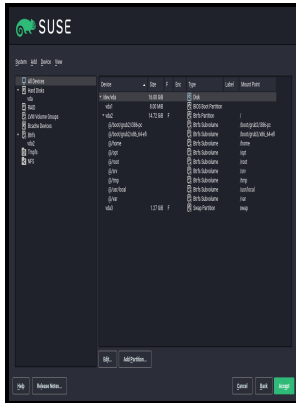 SUSE
System Add Device View
All Devices
Hard Disks
vda
RAID
LVM Volume Groups
Bcache Devices
Btrfs
vda2
Tmpfs
NFS
Device Size F Enc Type Label Mount Point
/dev/vda 16.00 GiB Disk
vda1 8.00 MiB BIOS Boot Partition
vda2 14.72 GiB F Btrfs Partition /
@/boot/grub2/i386-pc Btrfs Subvolume /boot/grub2/i386-pc
@/boot/grub2/x86_64-efi Btrfs Subvolume /boot/grub2/x86_64-efi
@/home Btrfs Subvolume /home
@/opt Btrfs Subvolume /opt
@/root Btrfs Subvolume /root
@/srv Btrfs Subvolume /srv
@/tmp Btrfs Subvolume /tmp
@/usr/local Btrfs Subvolume /usr/local
@/var Btrfs Subvolume /var
vda3 1.27 GiB F Swap Partition swap
Edit... Add Partition...
Help Release Notes... Cancel Back Accept